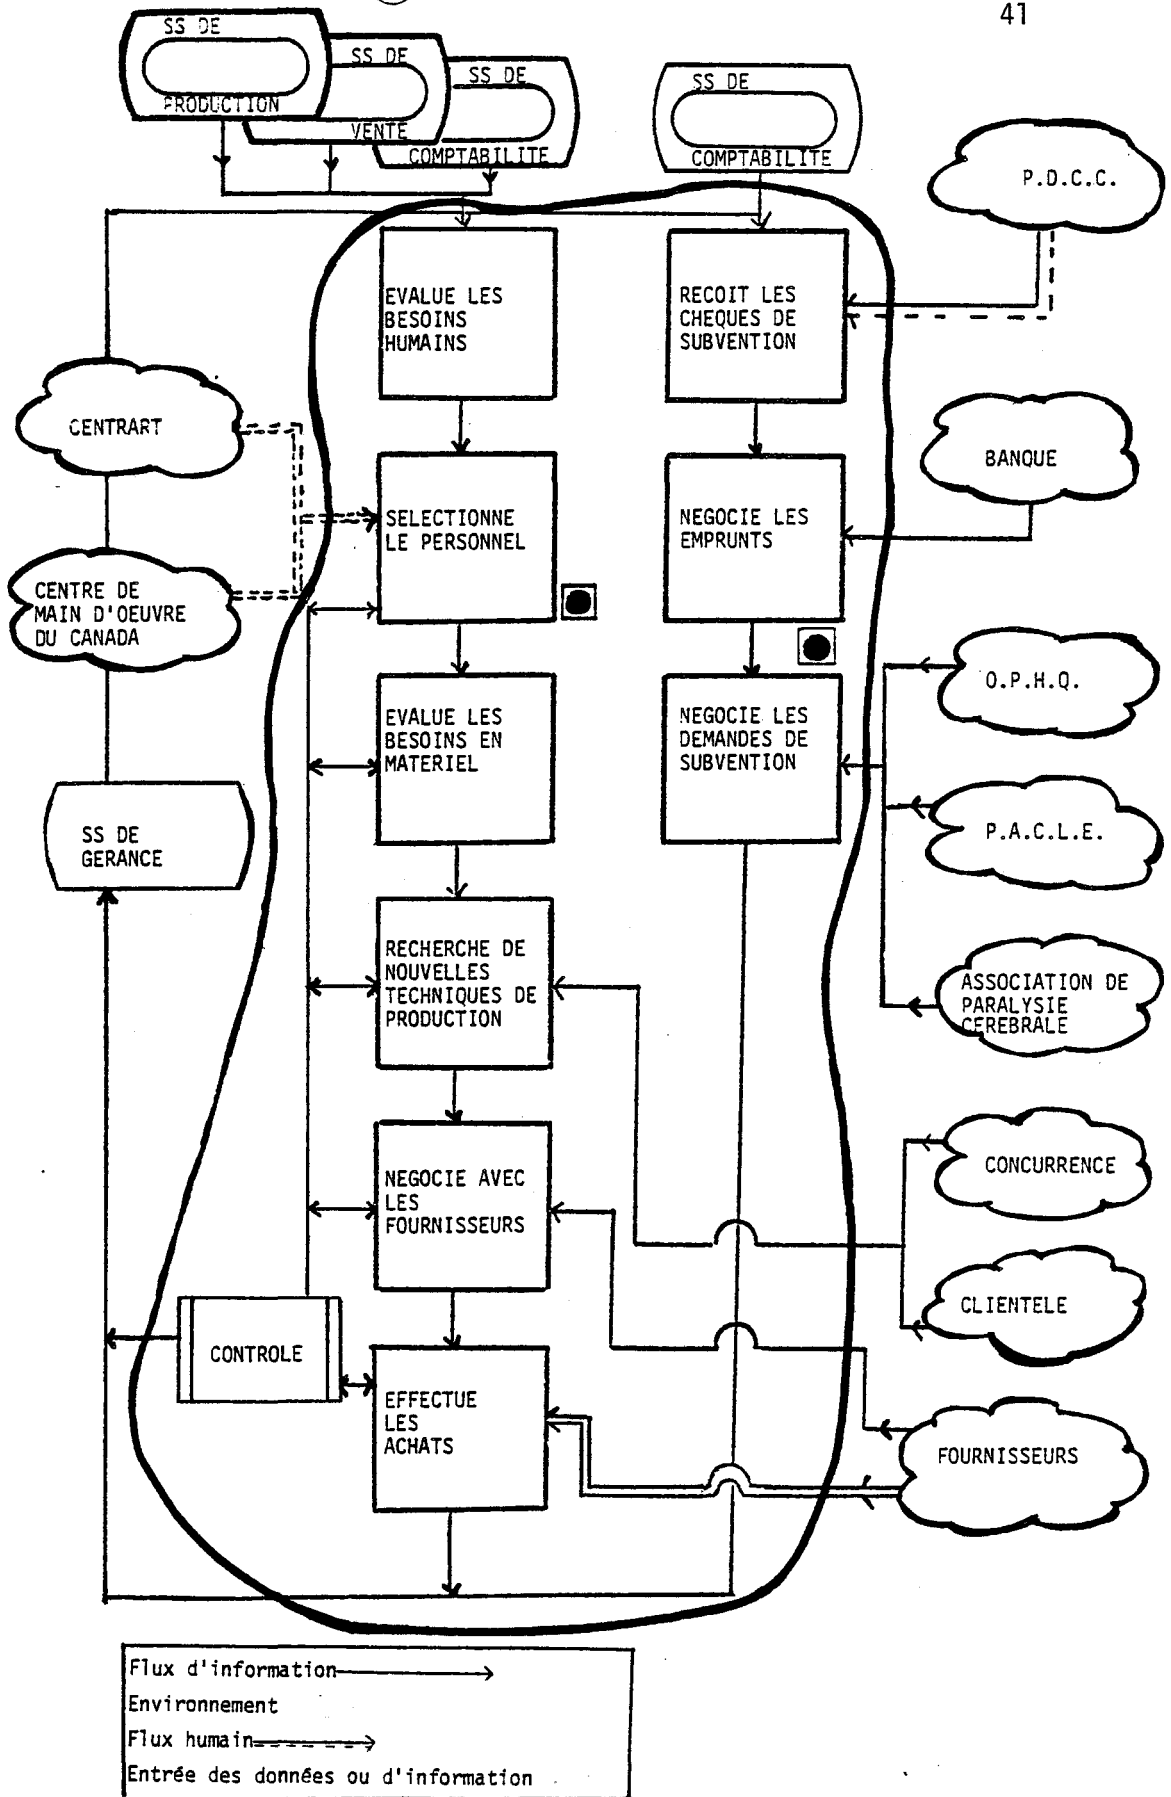 41
SS DE
PRODUCTION
SS DE
VENTE
SS DE
COMPTABILITE
SS DE
COMPTABILITE
P.D.C.C.
EVALUE LES
BESOINS
HUMAINS
RECOIT LES
CHEQUES DE
SUBVENTION
CENTRART
BANQUE
SELECTIONNE
LE PERSONNEL
NEGOCIE LES
EMPRUNTS
CENTRE DE
MAIN D'OEUVRE
DU CANADA
O.P.H.Q.
EVALUE LES
BESOINS EN
MATERIEL
NEGOCIE LES
DEMANDES DE
SUBVENTION
SS DE
GERANCE
P.A.C.L.E.
RECHERCHE DE
NOUVELLES
TECHNIQUES DE
PRODUCTION
ASSOCIATION DE
PARALYSIE
CEREBRALE
NEGOCIE AVEC
LES
FOURNISSEURS
CONCURRENCE
CLIENTELE
CONTROLE
EFFECTUE
LES
ACHATS
FOURNISSEURS
Flux d'information
Environnement
Flux humain
Entrée des données ou d'information